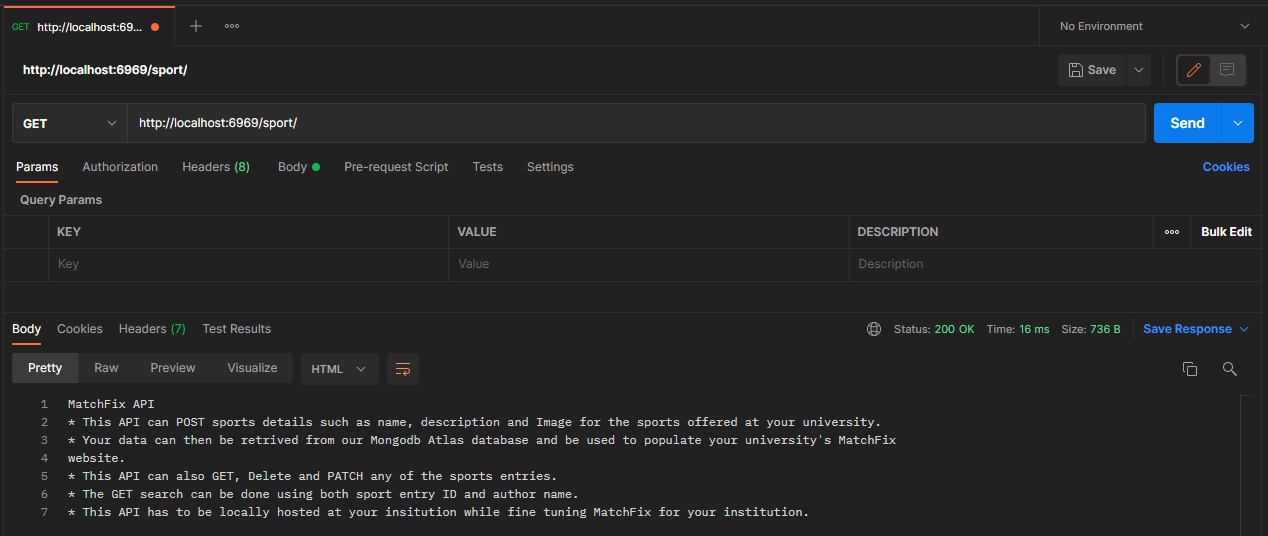 GET http://localhost:69...
No Environment
http://localhost:6969/sport/
Save
GET http://localhost:6969/sport/ Send
Params Authorization Headers (8) Body Pre-request Script Tests Settings Cookies
Query Params
KEY VALUE DESCRIPTION Bulk Edit
Key Value Description
Body Cookies Headers (7) Test Results Status: 200 OK Time: 16 ms Size: 736 B Save Response
Pretty Raw Preview Visualize HTML
1 MatchFix API
2 * This API can POST sports details such as name, description and Image for the sports offered at your university.
3 * Your data can then be retrived from our Mongodb Atlas database and be used to populate your university's MatchFix
4 website.
5 * This API can also GET, Delete and PATCH any of the sports entries.
6 * The GET search can be done using both sport entry ID and author name.
7 * This API has to be locally hosted at your insitution while fine tuning MatchFix for your institution.